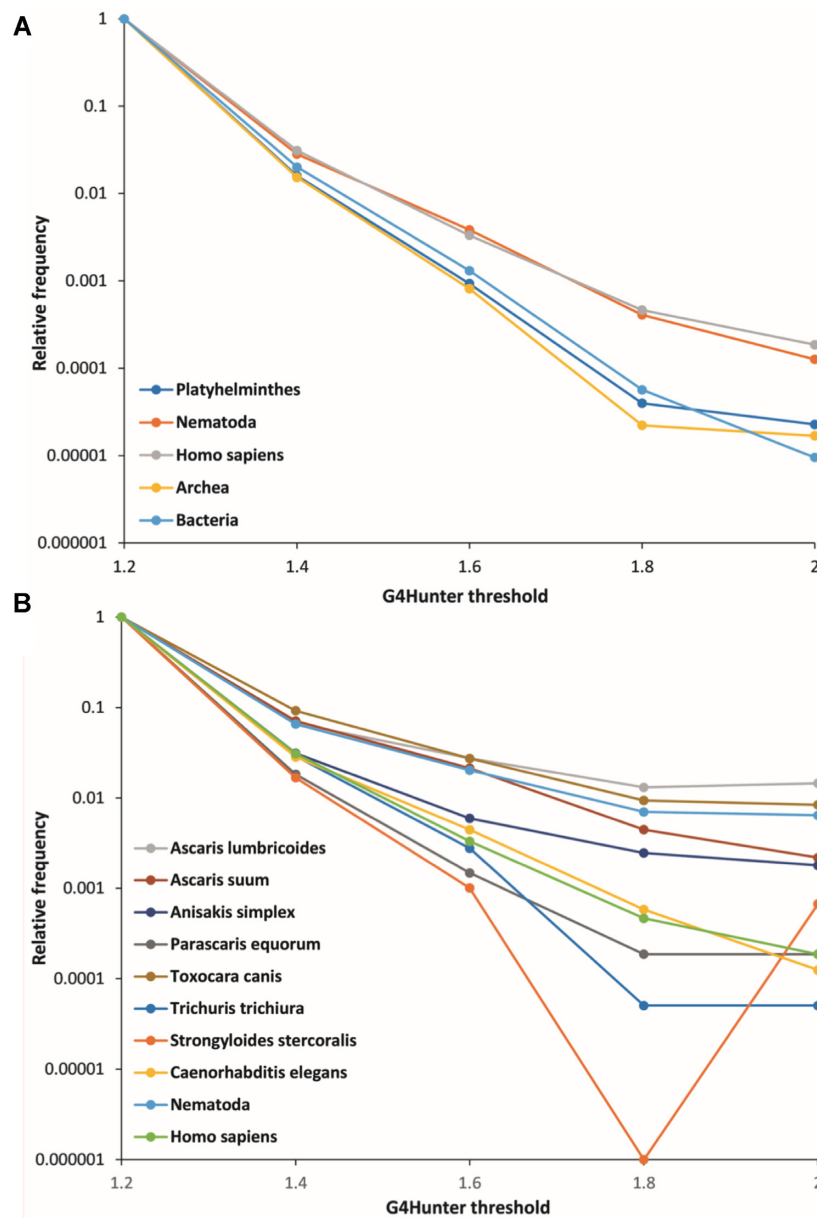 A
1
0.1
0.01
0.001
0.0001
0.00001
0.000001
Relative frequency
Platyhelminthes
Nematoda
Homo sapiens
Archea
Bacteria
1.2
1.4
1.6
1.8
2
G4Hunter threshold
B
1
0.1
0.01
0.001
0.0001
0.00001
0.000001
Relative frequency
Ascaris lumbricoides
Ascaris suum
Anisakis simplex
Parascaris equorum
Toxocara canis
Trichuris trichiura
Strongyloides stercoralis
Caenorhabditis elegans
Nematoda
Homo sapiens
1.2
1.4
1.6
1.8
2
G4Hunter threshold